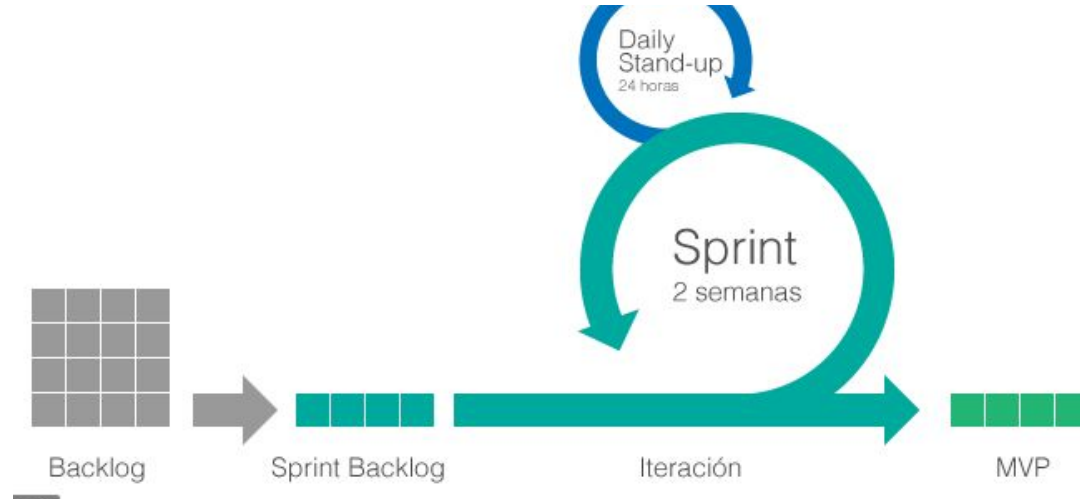 Daily
Stand-up
24 horas
Sprint
2 semanas
Backlog
Sprint Backlog
Iteración
MVP